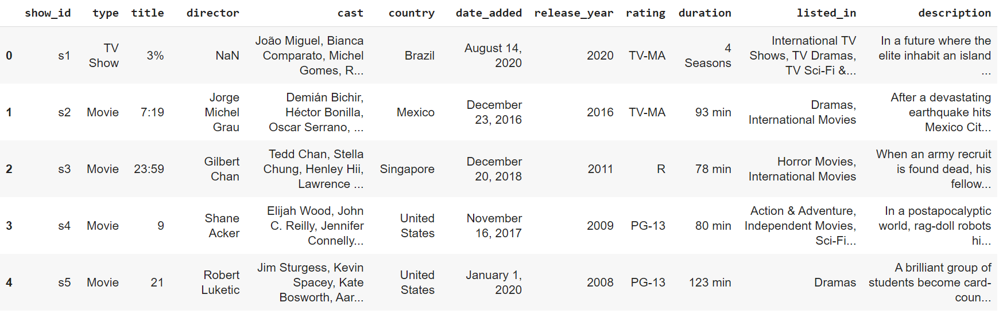 show_id type title director cast country date_added release_year rating duration listed_in description
0 s1 TV Show 3% NaN João Miguel, Bianca Comparato, Michel Gomes, R... Brazil August 14, 2020 2020 TV-MA 4 Seasons International TV Shows, TV Dramas, TV Sci-Fi &... In a future where the elite inhabit an island ...
1 s2 Movie 7:19 Jorge Michel Grau Demián Bichir, Héctor Bonilla, Oscar Serrano, ... Mexico December 23, 2016 2016 TV-MA 93 min Dramas, International Movies After a devastating earthquake hits Mexico Cit...
2 s3 Movie 23:59 Gilbert Chan Tedd Chan, Stella Chung, Henley Hii, Lawrence ... Singapore December 20, 2018 2011 R 78 min Horror Movies, International Movies When an army recruit is found dead, his fellow...
3 s4 Movie 9 Shane Acker Elijah Wood, John C. Reilly, Jennifer Connelly... United States November 16, 2017 2009 PG-13 80 min Action & Adventure, Independent Movies, Sci-Fi... In a postapocalyptic world, rag-doll robots hi...
4 s5 Movie 21 Robert Luketic Jim Sturgess, Kevin Spacey, Kate Bosworth, Aar... United States January 1, 2020 2008 PG-13 123 min Dramas A brilliant group of students become card-coun...